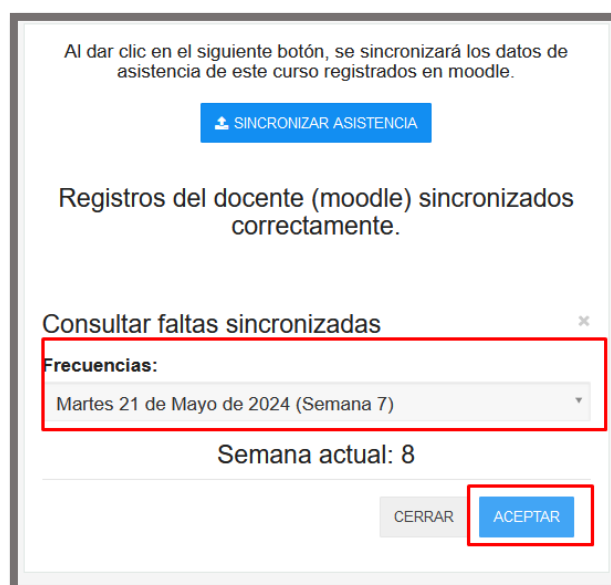 Al dar clic en el siguiente botón, se sincronizará los datos de
asistencia de este curso registrados en moodle.
SINCRONIZAR ASISTENCIA
Registros del docente (moodle) sincronizados
correctamente.
Consultar faltas sincronizadas
Frecuencias:
Martes 21 de Mayo de 2024 (Semana 7)
Semana actual: 8
CERRAR ACEPTAR